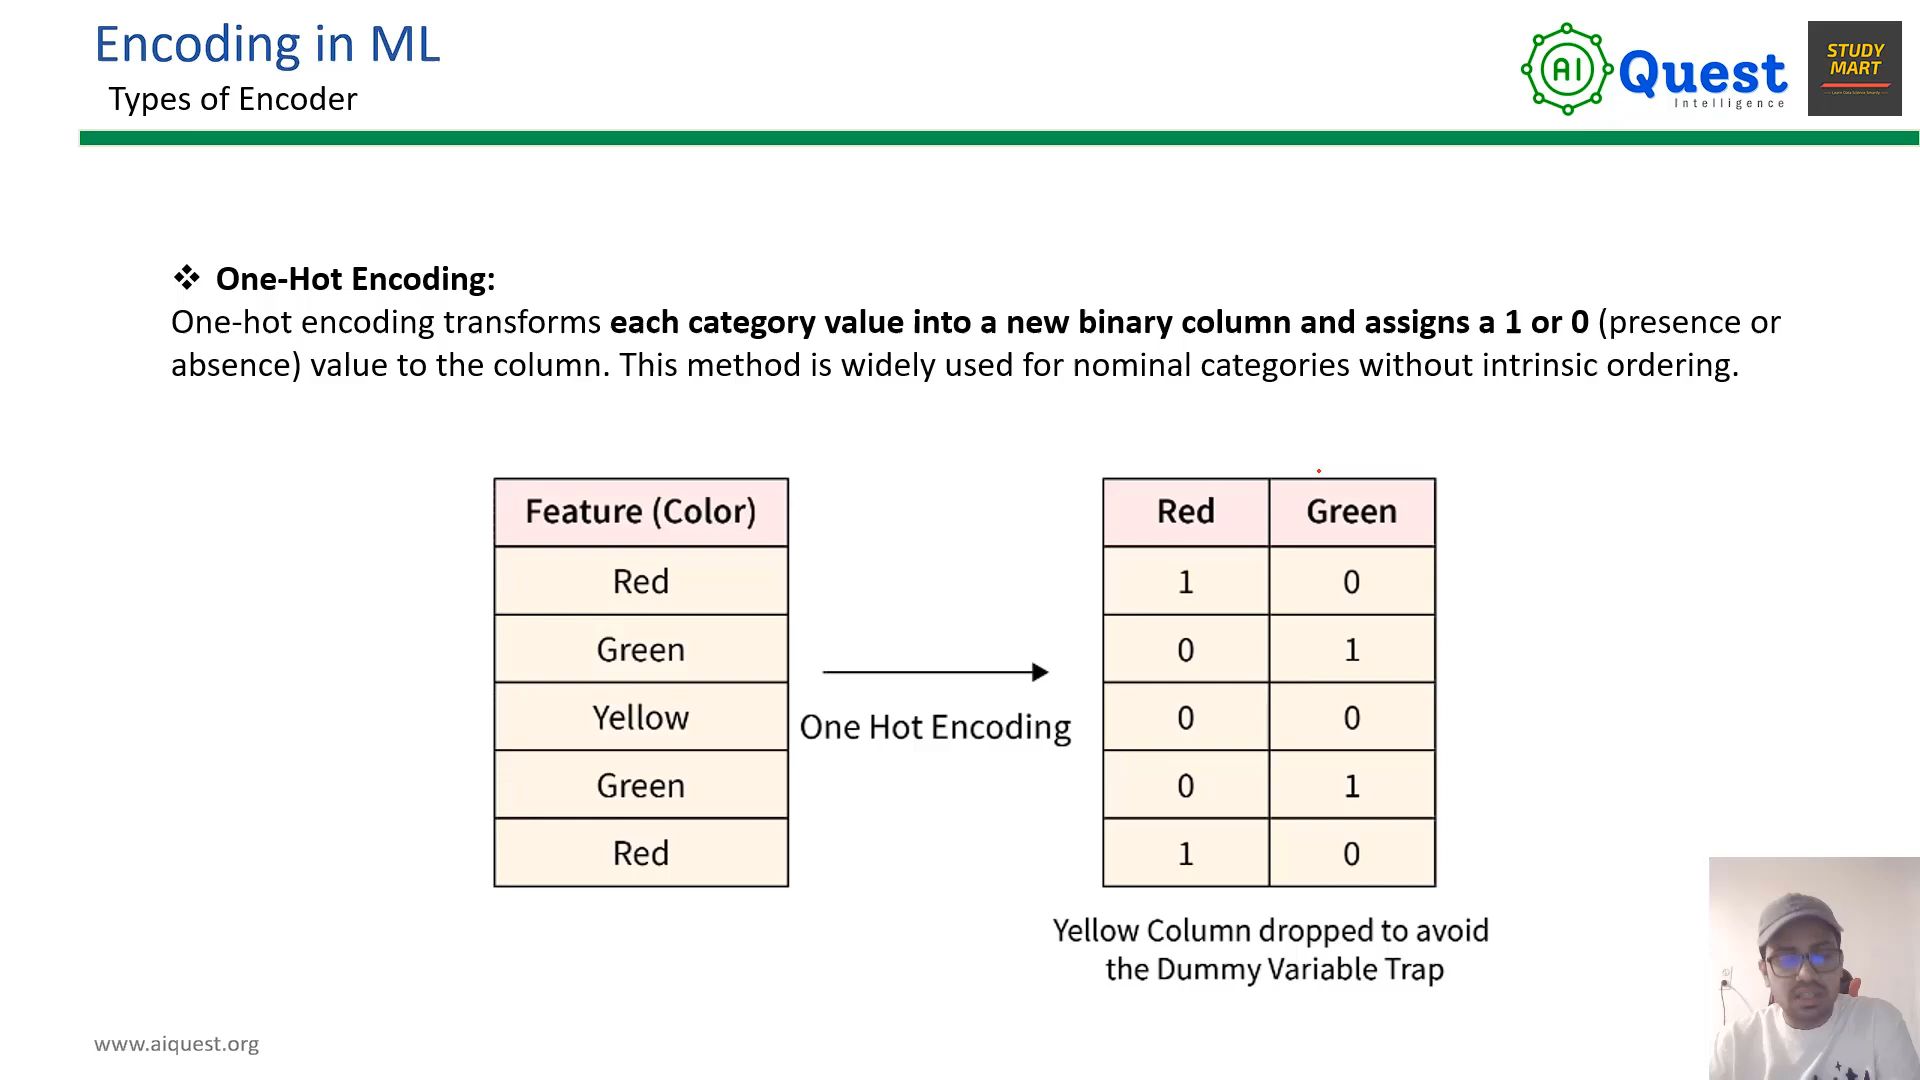 Encoding in ML
Types of Encoder
AI Quest
Intelligence
STUDY
MART
❖ One-Hot Encoding:
One-hot encoding transforms each category value into a new binary column and assigns a 1 or 0 (presence or
absence) value to the column. This method is widely used for nominal categories without intrinsic ordering.
Feature (Color)
Red
Green
Yellow
Green
Red
One Hot Encoding
Red Green
1 0
0 1
0 0
0 1
1 0
Yellow Column dropped to avoid
the Dummy Variable Trap
www.aiquest.org